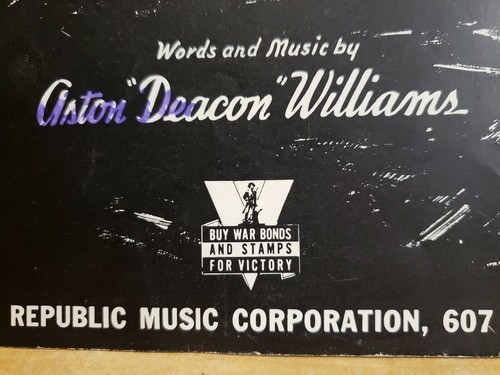 Words and Music by
Aston "Deacon" Williams
BUY WAR BONDS
AND STAMPS
FOR VICTORY
REPUBLIC MUSIC CORPORATION, 607